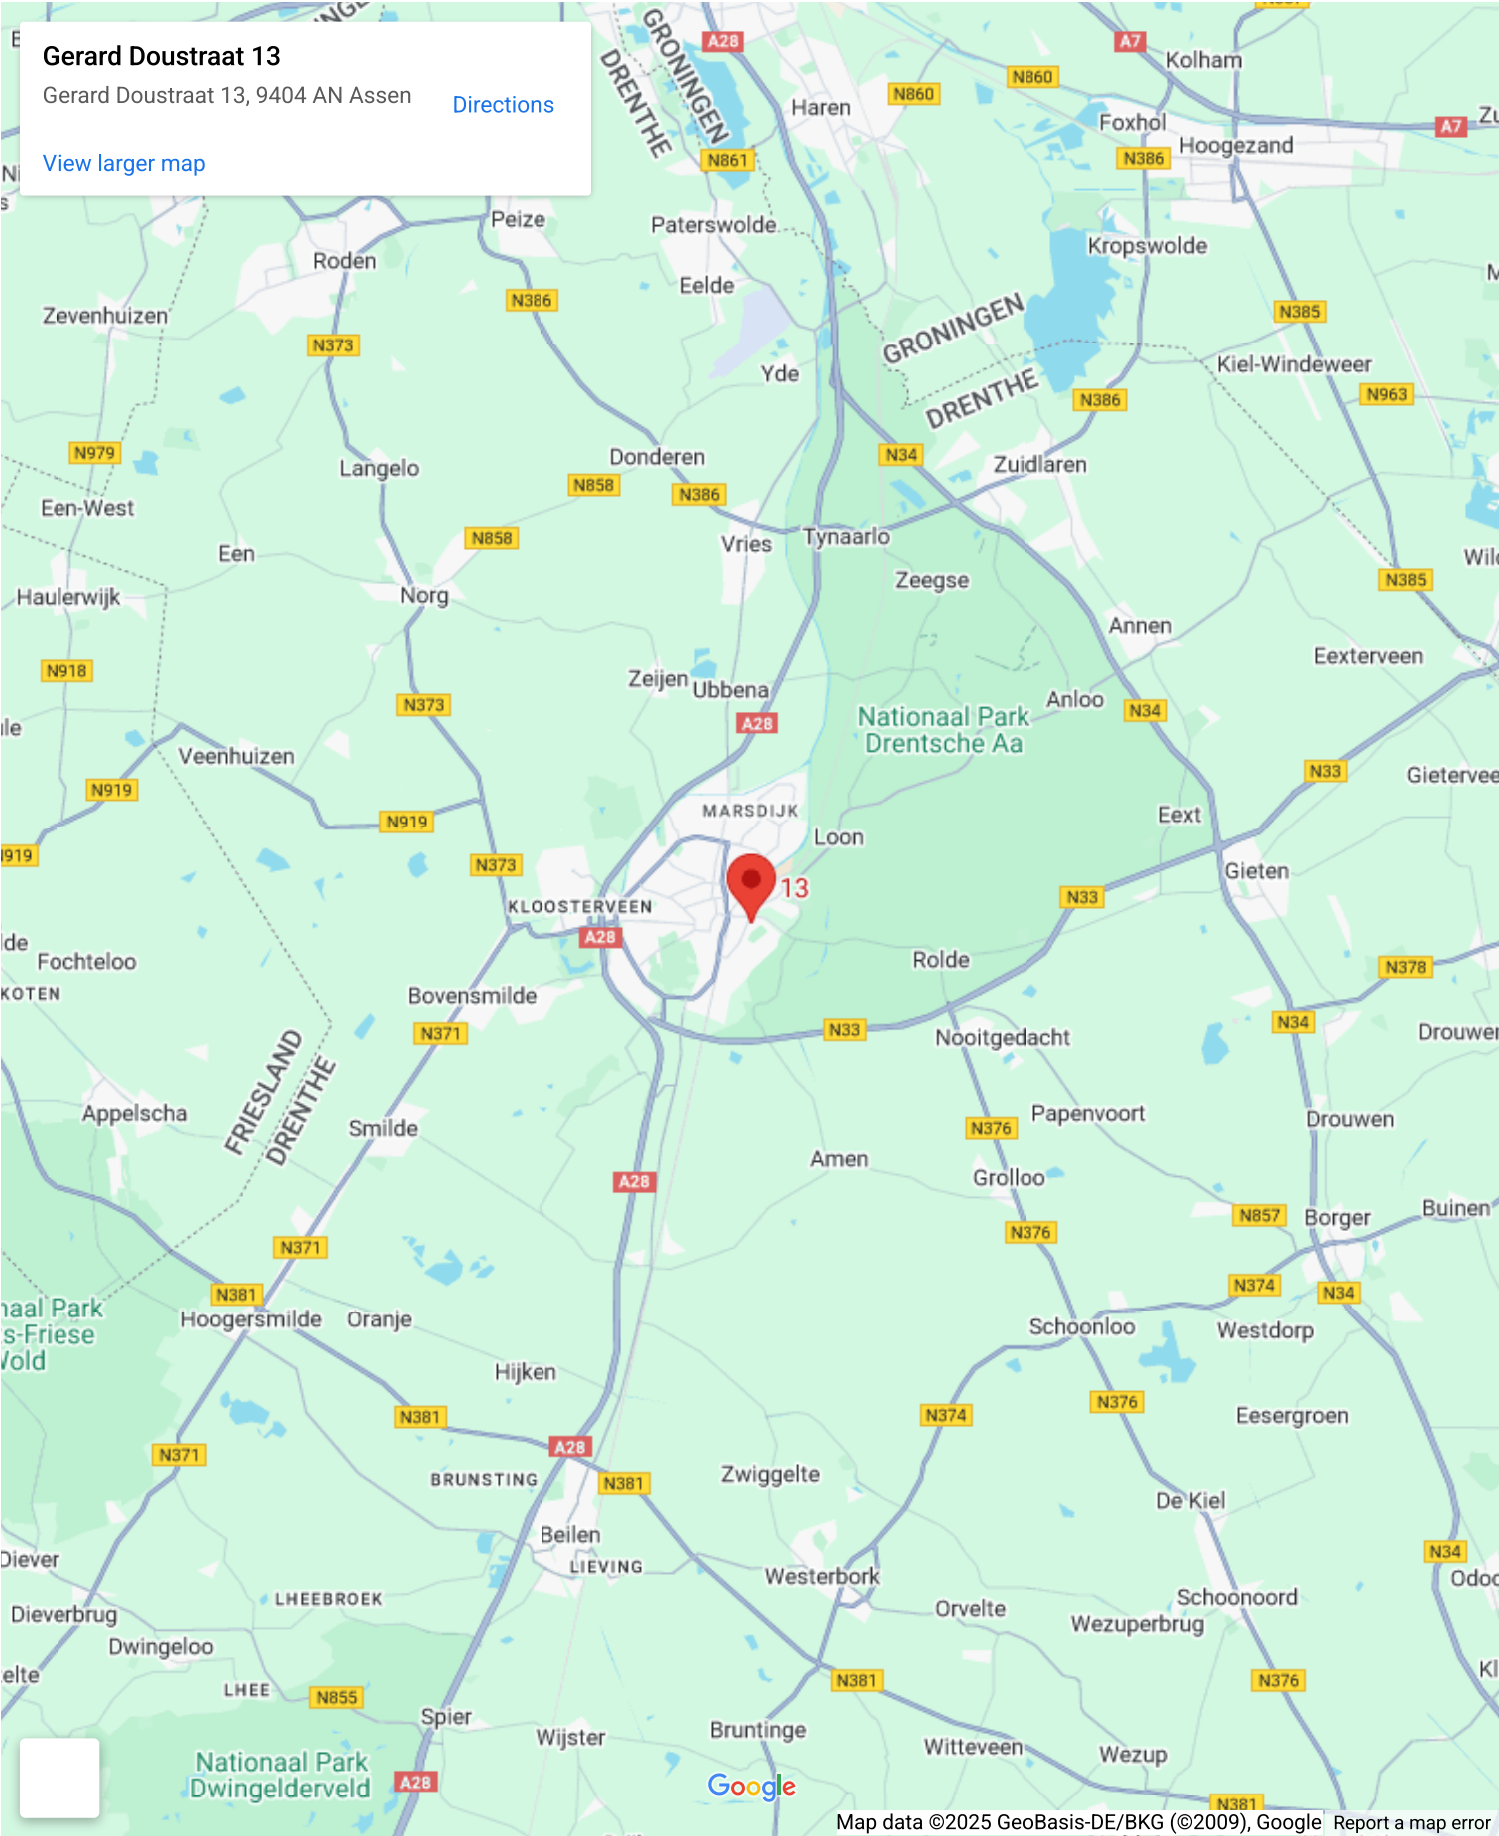 Gerard Doustraat 13
Gerard Doustraat 13, 9404 AN Assen
Directions
View larger map
GRONINGEN
DRENTHE
A28
A7
Kolham
N860
N860
Haren
Foxhol
A7
Hoogezand
N861
N386
Peize
Paterswolde
Kropswolde
Roden
Eelde
N386
Zevenhuizen
N385
GRONINGEN
N373
Yde
Kiel-Windeweer
DRENTHE
N963
N386
N979
N34
Donderen
Langelo
Zuidlaren
N858
N386
Een-West
N858
Tynaarlo
Vries
Een
Zeegse
N385
Haulerwijk
Norg
Annen
Eexterveen
N918
Zeijen
Ubbena
Anloo
N373
N34
Nationaal Park
Drentsche Aa
A28
Veenhuizen
N33
N919
MARSDIJK
Eext
N919
Loon
N373
Gieten
13
N33
KLOOSTERVEEN
A28
Fochteloo
Rolde
N378
Bovensmilde
N34
N371
N33
Nooitgedacht
FRIESLAND
DRENTHE
Appelscha
Papenvoort
Drouwen
Smilde
N376
Amen
Grolloo
A28
Buinen
N857
Borger
N376
N371
N374
N381
N34
Hoogersmilde
Oranje
Schoonloo
Westdorp
Hijken
N376
N381
N374
Eesergroen
A28
N371
BRUNSTING
N381
Zwiggelte
De Kiel
Beilen
N34
Diever
LIEVING
Westerbork
LHEEBROEK
Schoonoord
Dieverbrug
Orvelte
Wezuperbrug
Dwingeloo
N381
N376
LHEE
N855
Spier
Bruntinge
Wijster
Witteveen
Wezup
Nationaal Park
Dwingelderveld
A28
Google
N381
Map data ©2025 GeoBasis-DE/BKG (©2009), Google
Report a map error